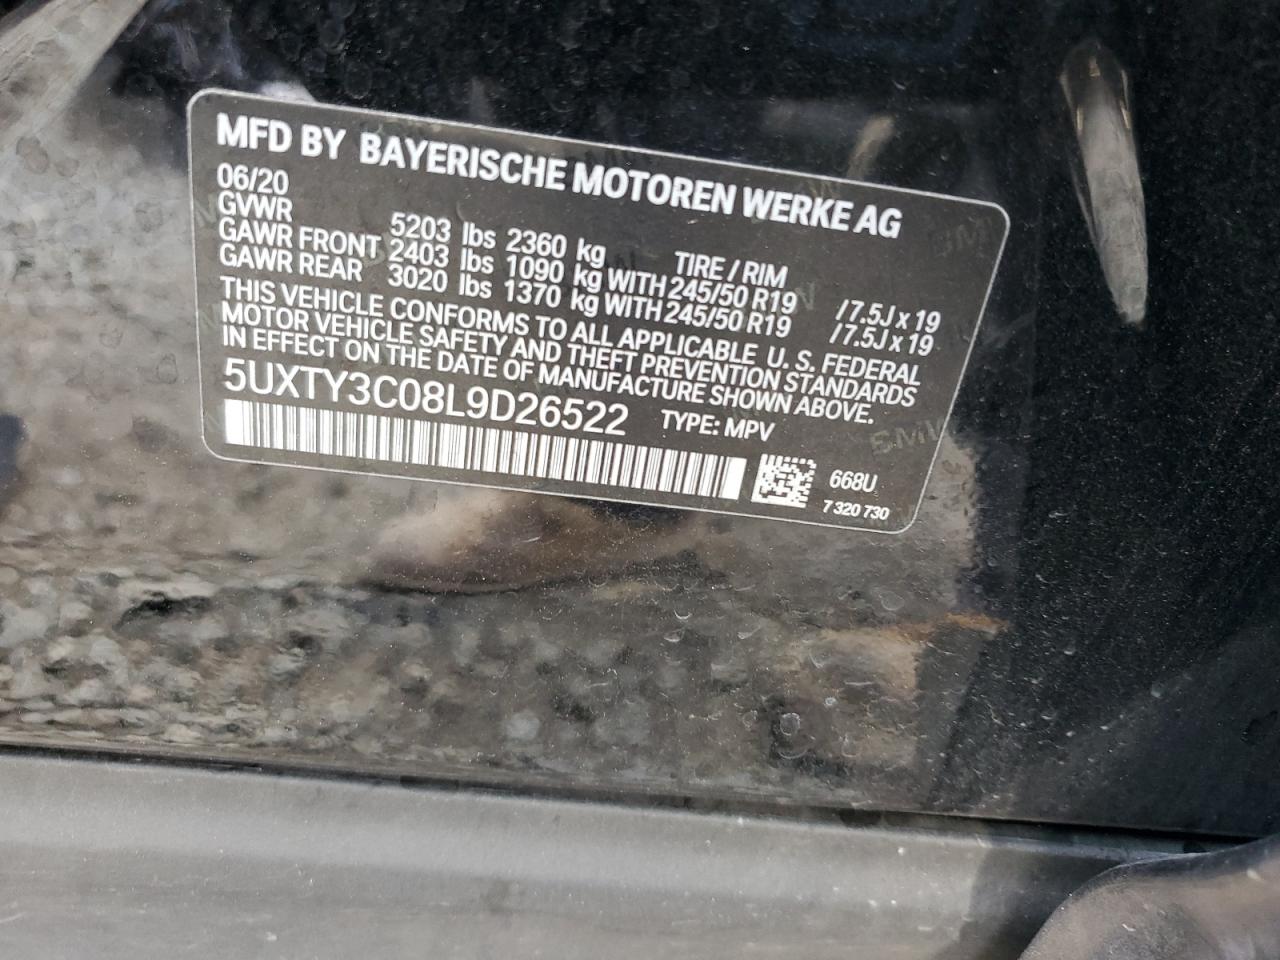 MFD BY BAYERISCHE MOTOREN WERKE AG
06/20
GVWR 5203 lbs 2360 kg TIRE / RIM
GAWR FRONT 2403 lbs 1090 kg WITH 245/50 R19 / 7.5J x 19
GAWR REAR 3020 lbs 1370 kg WITH 245/50 R19 / 7.5J x 19
THIS VEHICLE CONFORMS TO ALL APPLICABLE U. S. FEDERAL
MOTOR VEHICLE SAFETY AND THEFT PREVENTION STANDARDS
IN EFFECT ON THE DATE OF MANUFACTURE SHOWN ABOVE.
5UXTY3C08L9D26522 TYPE: MPV
668U
7 320 730
BMW